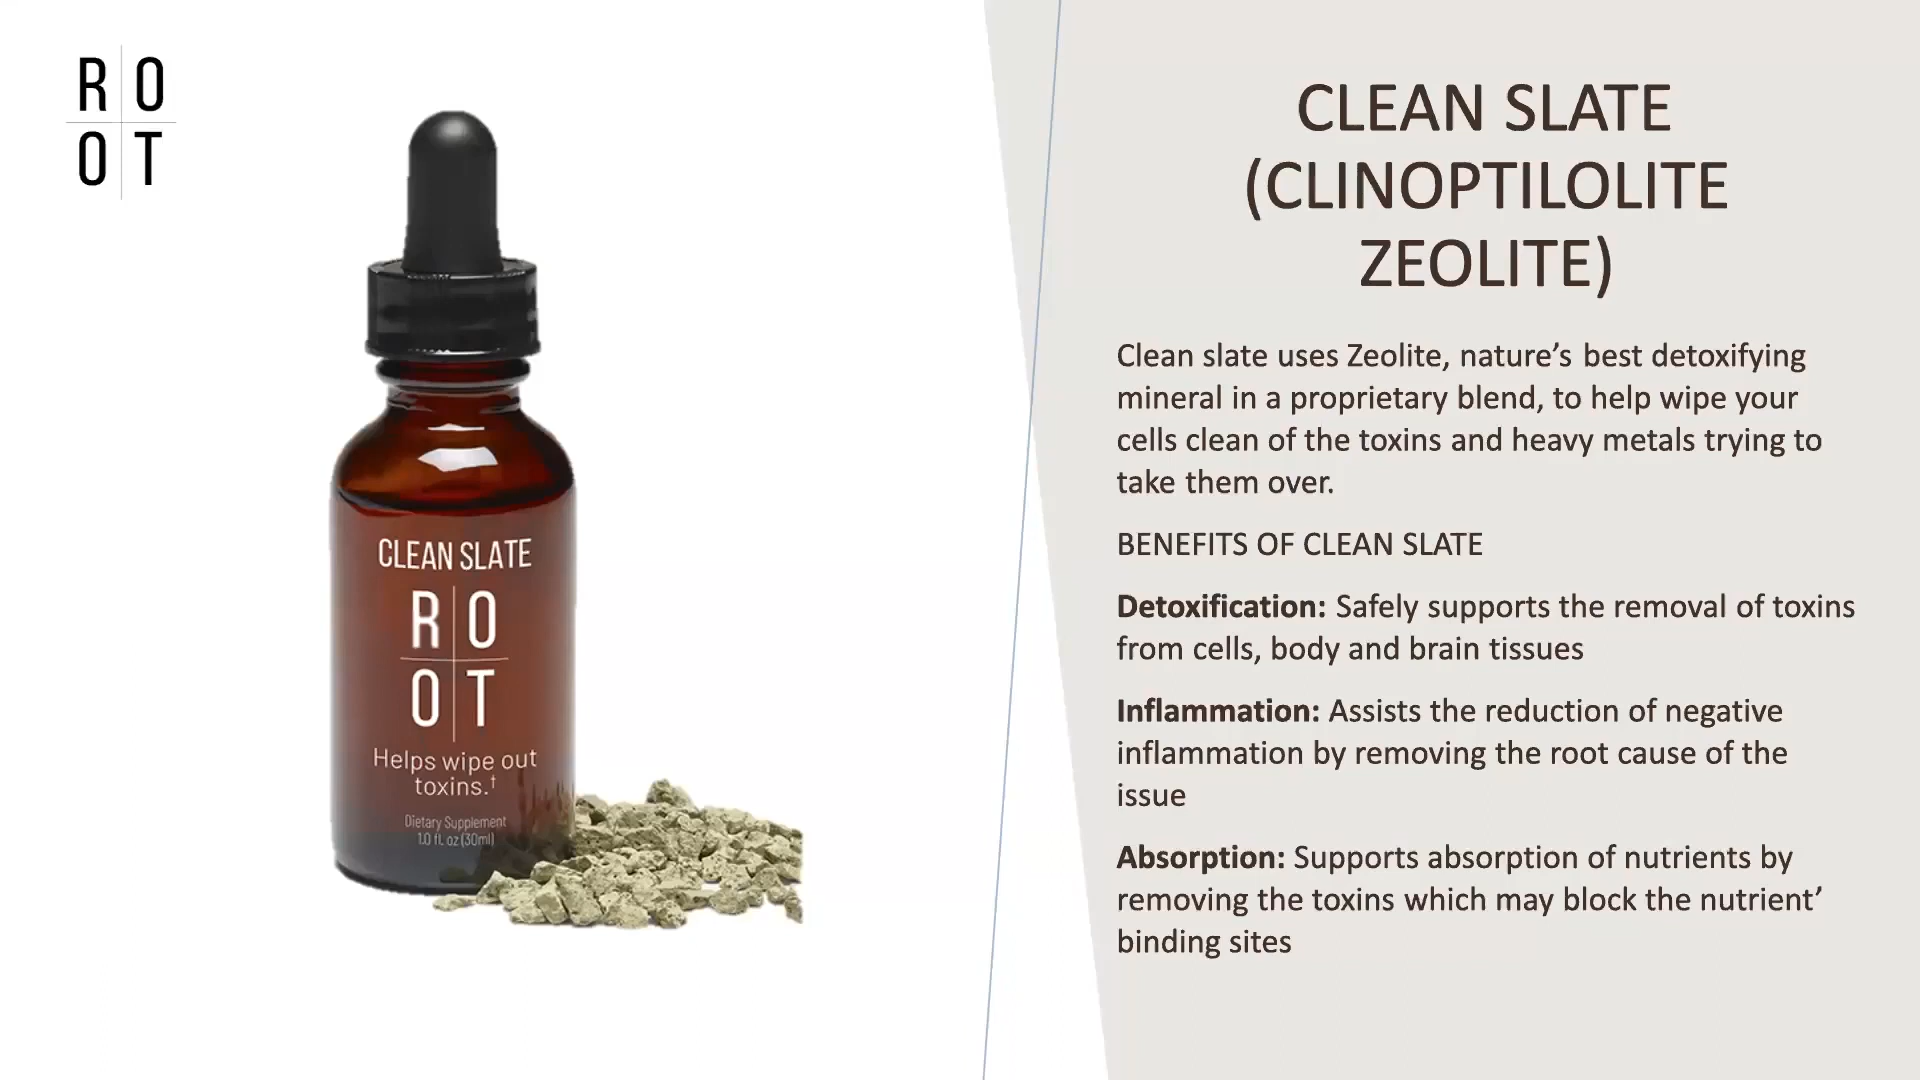 R O
O T
CLEAN SLATE
R O
O T
Helps wipe out
toxins.†
Dietary Supplement
1.0 fl. oz (30ml)
CLEAN SLATE
(CLINOPTILOLITE
ZEOLITE)
Clean slate uses Zeolite, nature’s best detoxifying
mineral in a proprietary blend, to help wipe your
cells clean of the toxins and heavy metals trying to
take them over.
BENEFITS OF CLEAN SLATE
Detoxification: Safely supports the removal of toxins
from cells, body and brain tissues
Inflammation: Assists the reduction of negative
inflammation by removing the root cause of the
issue
Absorption: Supports absorption of nutrients by
removing the toxins which may block the nutrient’
binding sites